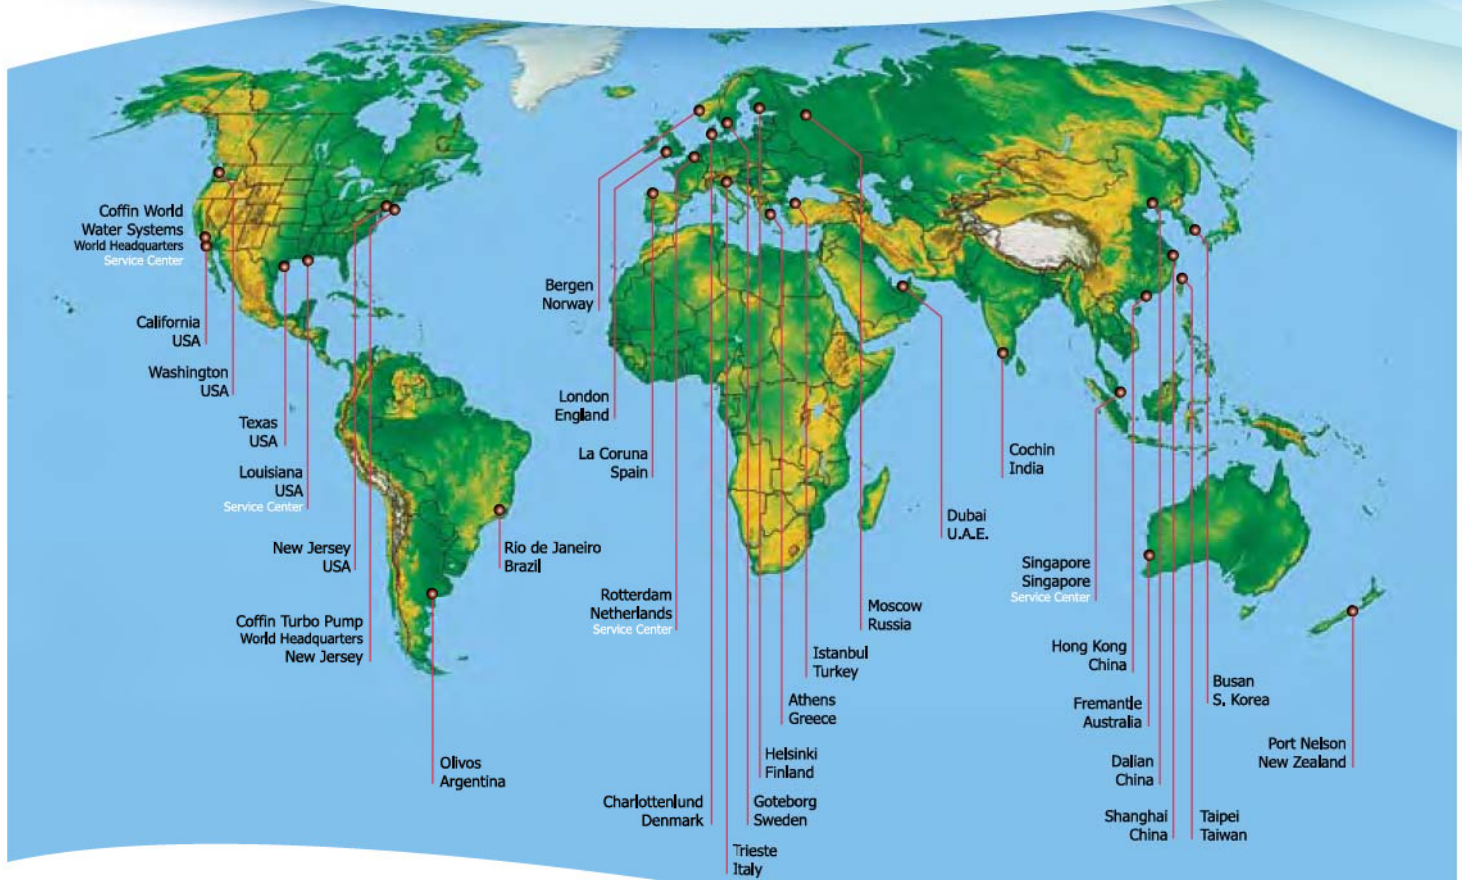 Coffin World
Water Systems
World Headquarters
Service Center
California
USA
Washington
USA
Texas
USA
Louisiana
USA
Service Center
New Jersey
USA
Coffin Turbo Pump
World Headquarters
New Jersey
Rio de Janeiro
Brazil
Olivos
Argentina
Bergen
Norway
London
England
La Coruna
Spain
Rotterdam
Netherlands
Service Center
Charlottenlund
Denmark
Trieste
Italy
Goteborg
Sweden
Helsinki
Finland
Athens
Greece
Istanbul
Turkey
Moscow
Russia
Dubai
U.A.E.
Cochin
India
Singapore
Singapore
Service Center
Hong Kong
China
Fremantle
Australia
Dalian
China
Shanghai
China
Taipei
Taiwan
Busan
S. Korea
Port Nelson
New Zealand